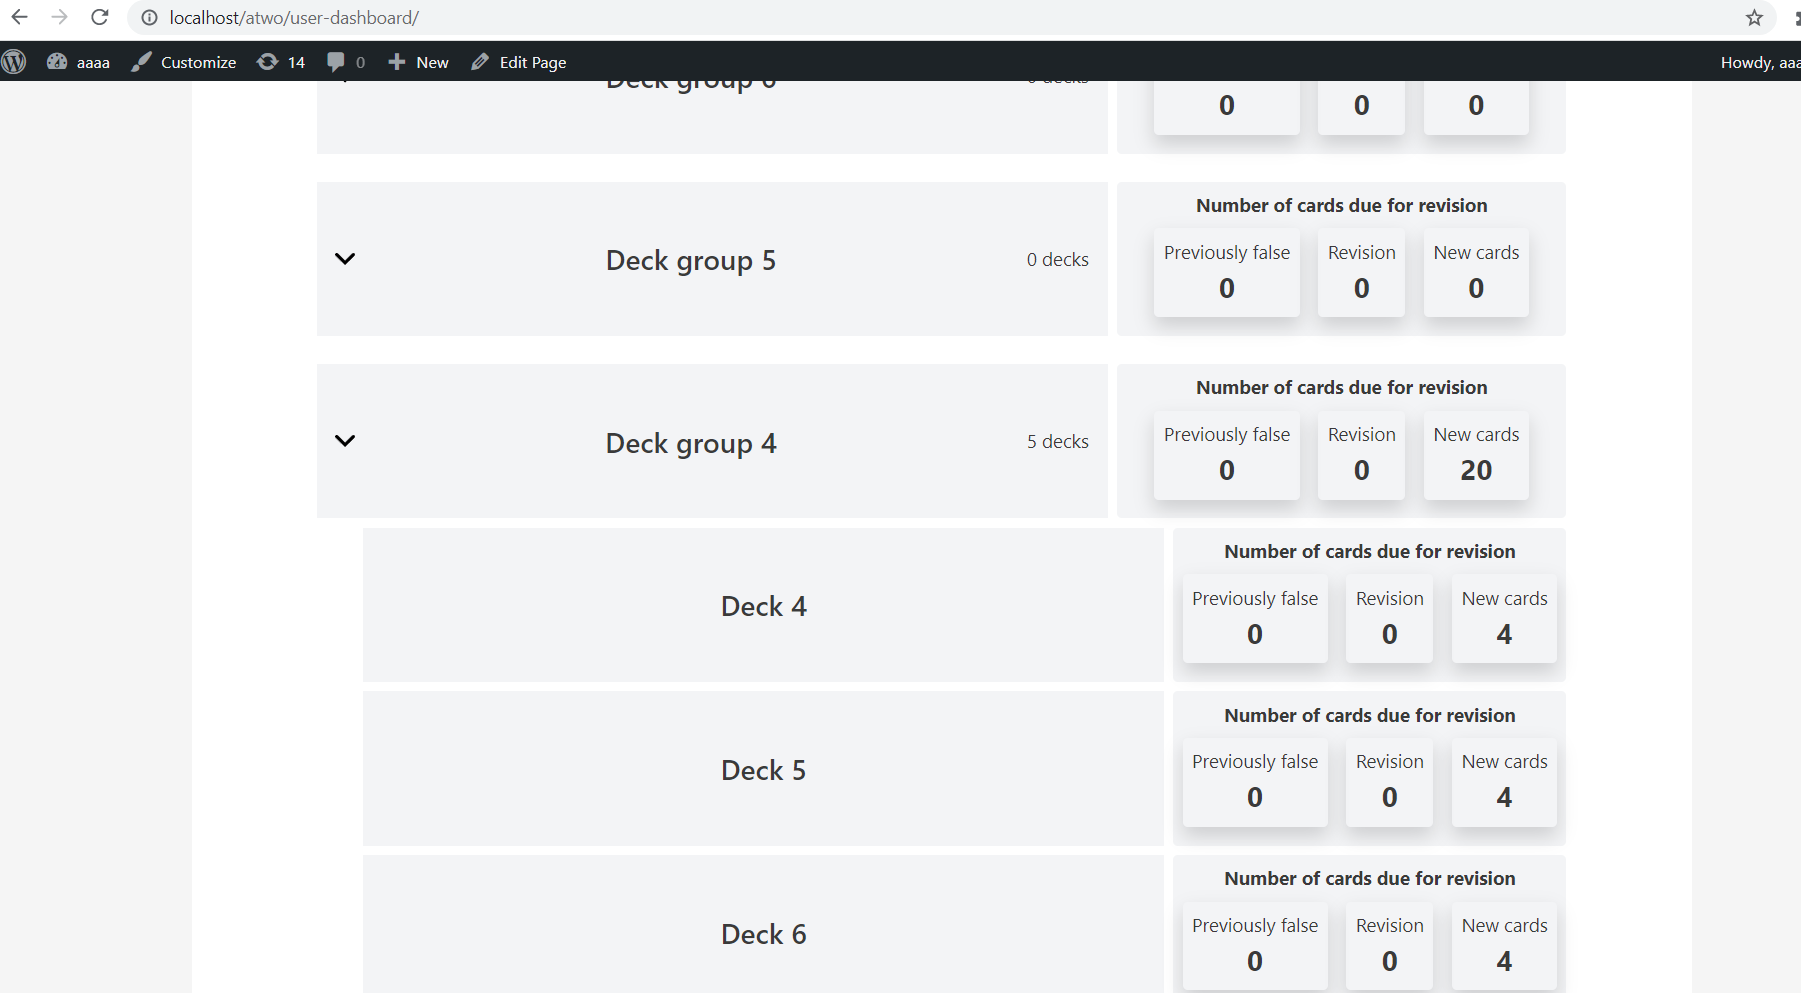 localhost/atwo/user-dashboard/
aaaa Customize 14 0 New Edit Page Howdy, aaa
Deck group 6 0 decks
0 0 0
Number of cards due for revision
Deck group 5 0 decks
Previously false Revision New cards
0 0 0
Number of cards due for revision
Deck group 4 5 decks
Previously false Revision New cards
0 0 20
Number of cards due for revision
Deck 4
Previously false Revision New cards
0 0 4
Number of cards due for revision
Deck 5
Previously false Revision New cards
0 0 4
Number of cards due for revision
Deck 6
Previously false Revision New cards
0 0 4